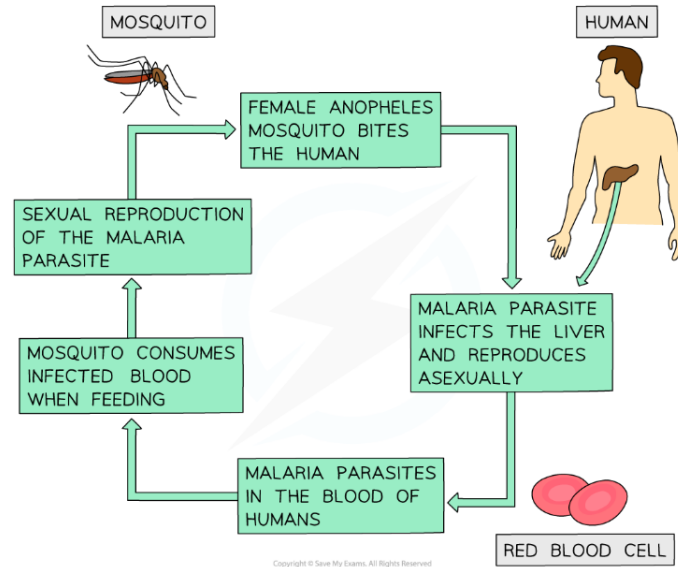 MOSQUITO
HUMAN
FEMALE ANOPHELES
MOSQUITO BITES
THE HUMAN
SEXUAL REPRODUCTION
OF THE MALARIA
PARASITE
MALARIA PARASITE
INFECTS THE LIVER
AND REPRODUCES
ASEXUALLY
MOSQUITO CONSUMES
INFECTED BLOOD
WHEN FEEDING
MALARIA PARASITES
IN THE BLOOD OF
HUMANS
RED BLOOD CELL
Copyright © Save My Exams. All Rights Reserved